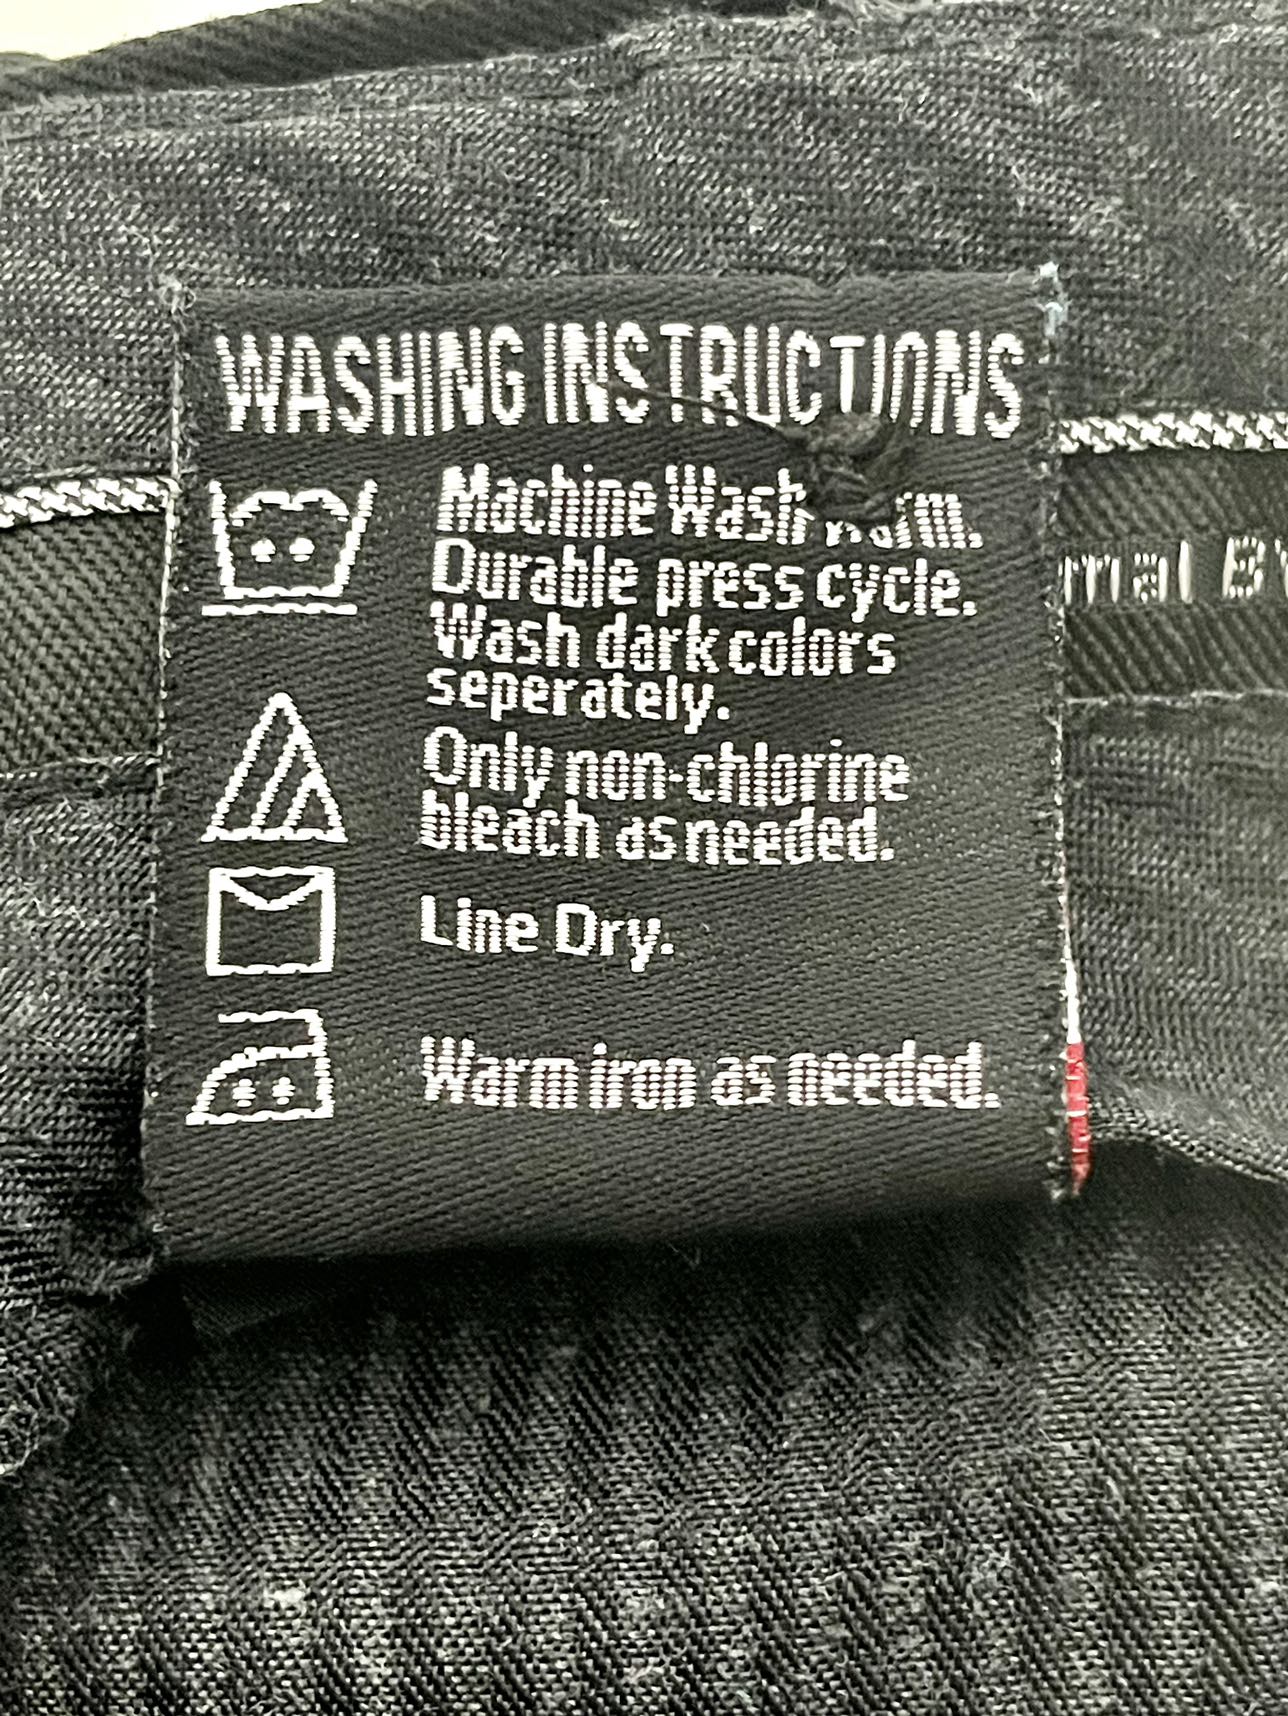 WASHING INSTRUCTIONS
Machine Wash warm.
Durable press cycle.
Wash dark colors
seperately.
Only non-chlorine
bleach as needed.
Line Dry.
Warm iron as needed.